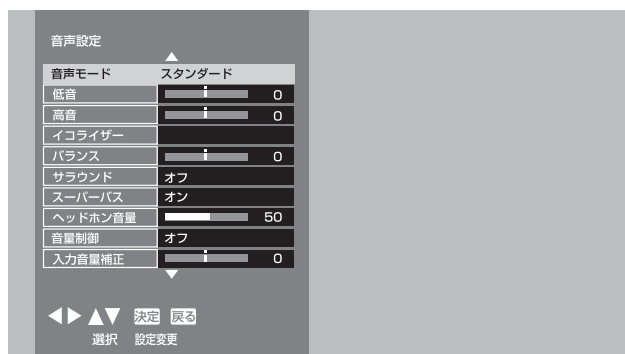 音声設定
音声モード スタンダード
低音 0
高音 0
イコライザー
バランス 0
サラウンド オフ
スーパーバス オン
ヘッドホン音量 50
音量制御 オフ
入力音量補正 0
決定 戻る
選択 設定変更